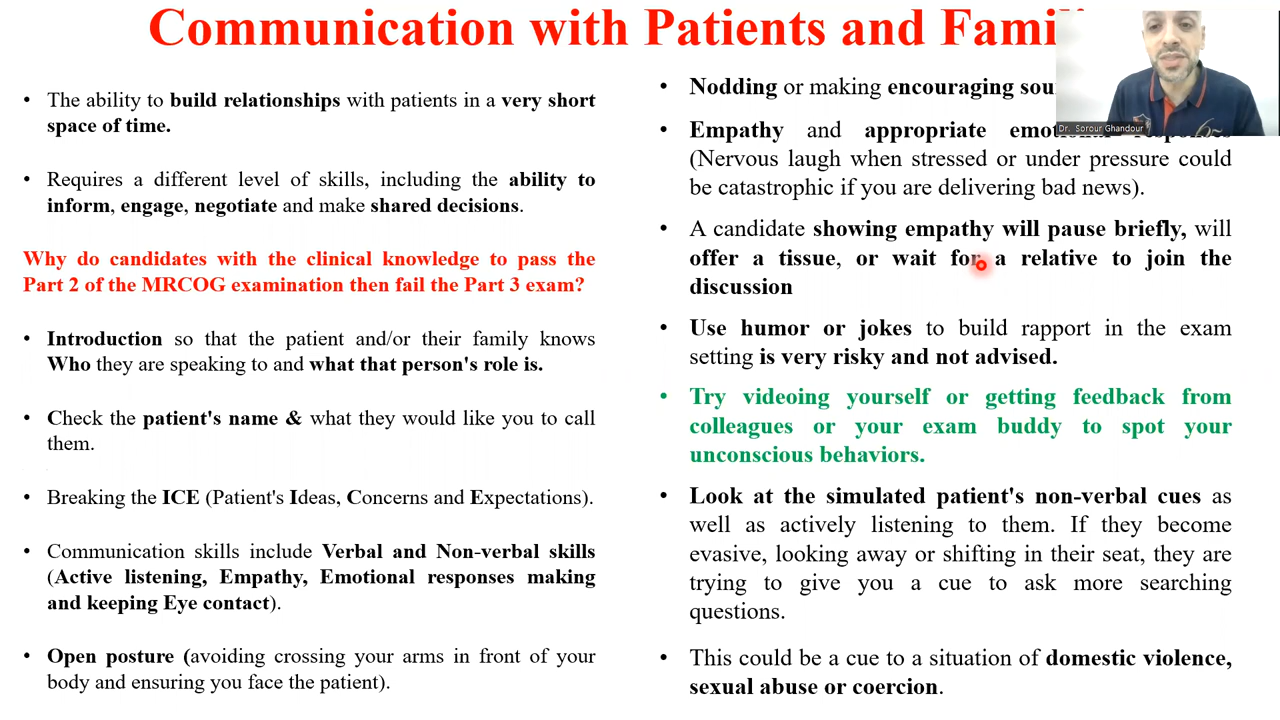 Communication with Patients and Fami
• The ability to build relationships with patients in a very short
space of time.
• Requires a different level of skills, including the ability to
inform, engage, negotiate and make shared decisions.
Why do candidates with the clinical knowledge to pass the
Part 2 of the MRCOG examination then fail the Part 3 exam?
• Introduction so that the patient and/or their family knows
Who they are speaking to and what that person's role is.
• Check the patient's name & what they would like you to call
them.
• Breaking the ICE (Patient's Ideas, Concerns and Expectations).
• Communication skills include Verbal and Non-verbal skills
(Active listening, Empathy, Emotional responses making
and keeping Eye contact).
• Open posture (avoiding crossing your arms in front of your
body and ensuring you face the patient).
• Nodding or making encouraging sou
Dr. Sorour Ghandour
• Empathy and appropriate emo
(Nervous laugh when stressed or under pressure could
be catastrophic if you are delivering bad news).
• A candidate showing empathy will pause briefly, will
offer a tissue, or wait for a relative to join the
discussion
• Use humor or jokes to build rapport in the exam
setting is very risky and not advised.
• Try videoing yourself or getting feedback from
colleagues or your exam buddy to spot your
unconscious behaviors.
• Look at the simulated patient's non-verbal cues as
well as actively listening to them. If they become
evasive, looking away or shifting in their seat, they are
trying to give you a cue to ask more searching
questions.
• This could be a cue to a situation of domestic violence,
sexual abuse or coercion.